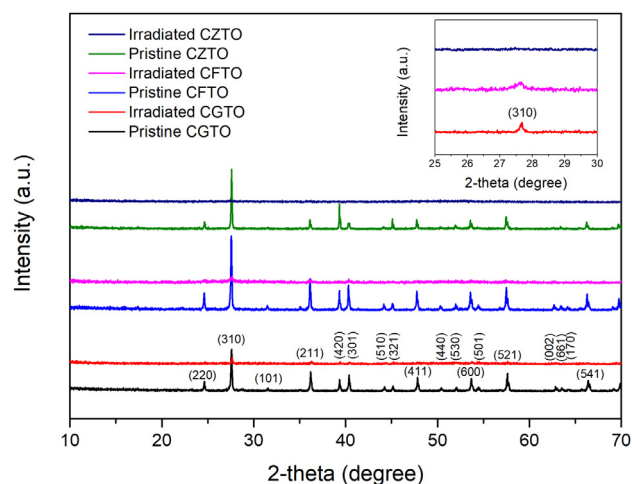 Irradiated CZTO
Pristine CZTO
Irradiated CFTO
Pristine CFTO
Irradiated CGTO
Pristine CGTO
Intensity (a.u.)
(310)
25 26 27 28 29 30
2-theta (degree)
Intensity (a.u.)
(220)
(310)
(101)
(211)
(420)
(301)
(510)
(321)
(411)
(440)
(530)
(600)
(501)
(521)
(002)
(661)
(170)
(541)
10 20 30 40 50 60 70
2-theta (degree)